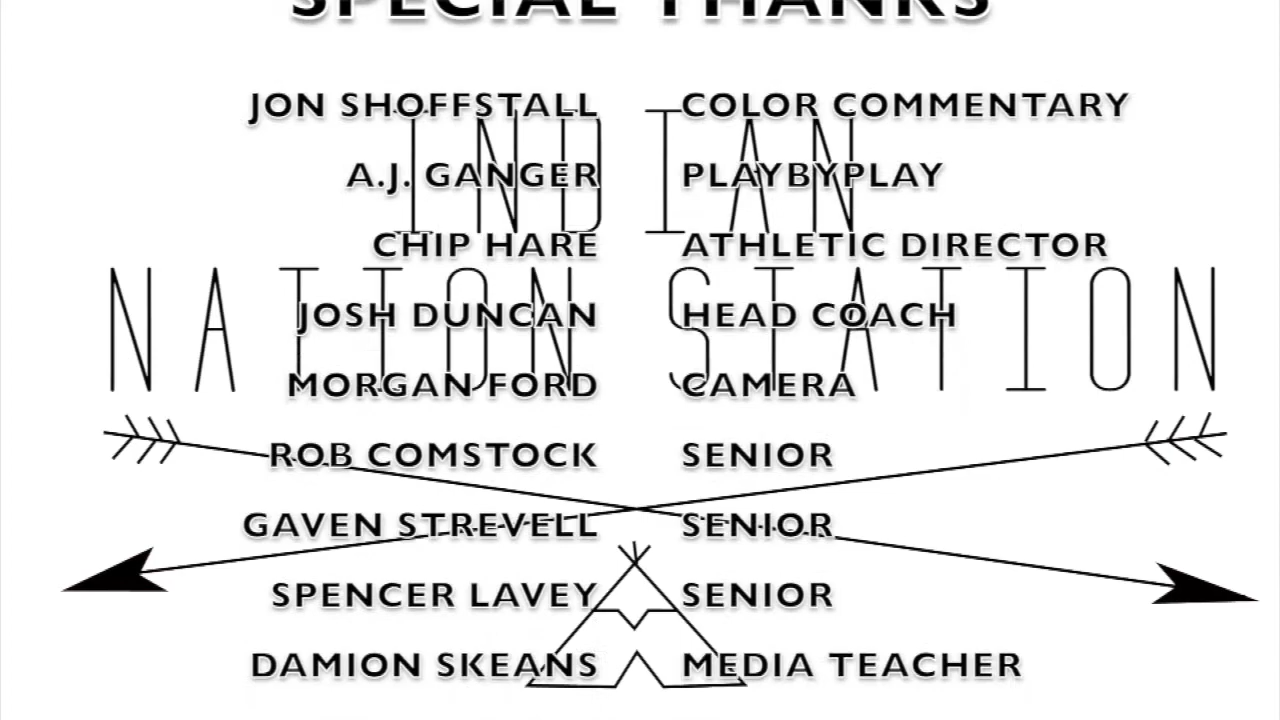 SPECIAL THANKS
JON SHOFFSTALL COLOR COMMENTARY
A.J. GANGER PLAYBYPLAY
CHIP HARE ATHLETIC DIRECTOR
JOSH DUNCAN HEAD COACH
MORGAN FORD CAMERA
ROB COMSTOCK SENIOR
GAVEN STREVELL SENIOR
SPENCER LAVEY SENIOR
DAMION SKEANS MEDIA TEACHER
INDIAN
NATION STATION